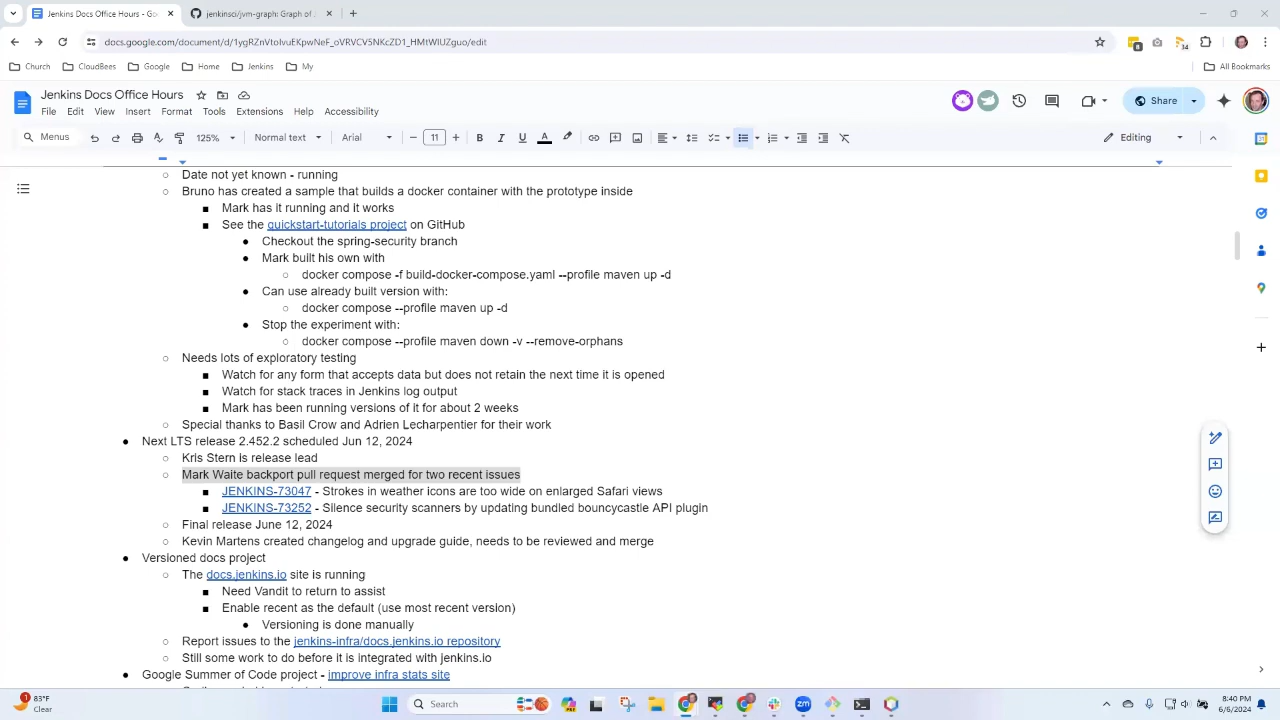 Jenkins Docs Office Hours - Goo
jenkinsci/jvm-graph: Graph of J
docs.google.com/document/d/1ygRZnVtoIvuEKpwNeF_oVRVCV5NKcZD1_HMtWlUZguo/edit
Church CloudBees Google Home Jenkins My All Bookmarks
Jenkins Docs Office Hours
File Edit View Insert Format Tools Extensions Help Accessibility
Share
Menus 125% Normal text Arial 11 Editing
Date not yet known - running
Bruno has created a sample that builds a docker container with the prototype inside
Mark has it running and it works
See the quickstart-tutorials project on GitHub
Checkout the spring-security branch
Mark built his own with
docker compose -f build-docker-compose.yaml --profile maven up -d
Can use already built version with:
docker compose --profile maven up -d
Stop the experiment with:
docker compose --profile maven down -v --remove-orphans
Needs lots of exploratory testing
Watch for any form that accepts data but does not retain the next time it is opened
Watch for stack traces in Jenkins log output
Mark has been running versions of it for about 2 weeks
Special thanks to Basil Crow and Adrien Lecharpentier for their work
Next LTS release 2.452.2 scheduled Jun 12, 2024
Kris Stern is release lead
Mark Waite backport pull request merged for two recent issues
JENKINS-73047 - Strokes in weather icons are too wide on enlarged Safari views
JENKINS-73252 - Silence security scanners by updating bundled bouncycastle API plugin
Final release June 12, 2024
Kevin Martens created changelog and upgrade guide, needs to be reviewed and merge
Versioned docs project
The docs.jenkins.io site is running
Need Vandit to return to assist
Enable recent as the default (use most recent version)
Versioning is done manually
Report issues to the jenkins-infra/docs.jenkins.io repository
Still some work to do before it is integrated with jenkins.io
Google Summer of Code project - improve infra stats site
83°F
Clear
Search
8:40 PM
6/6/2024